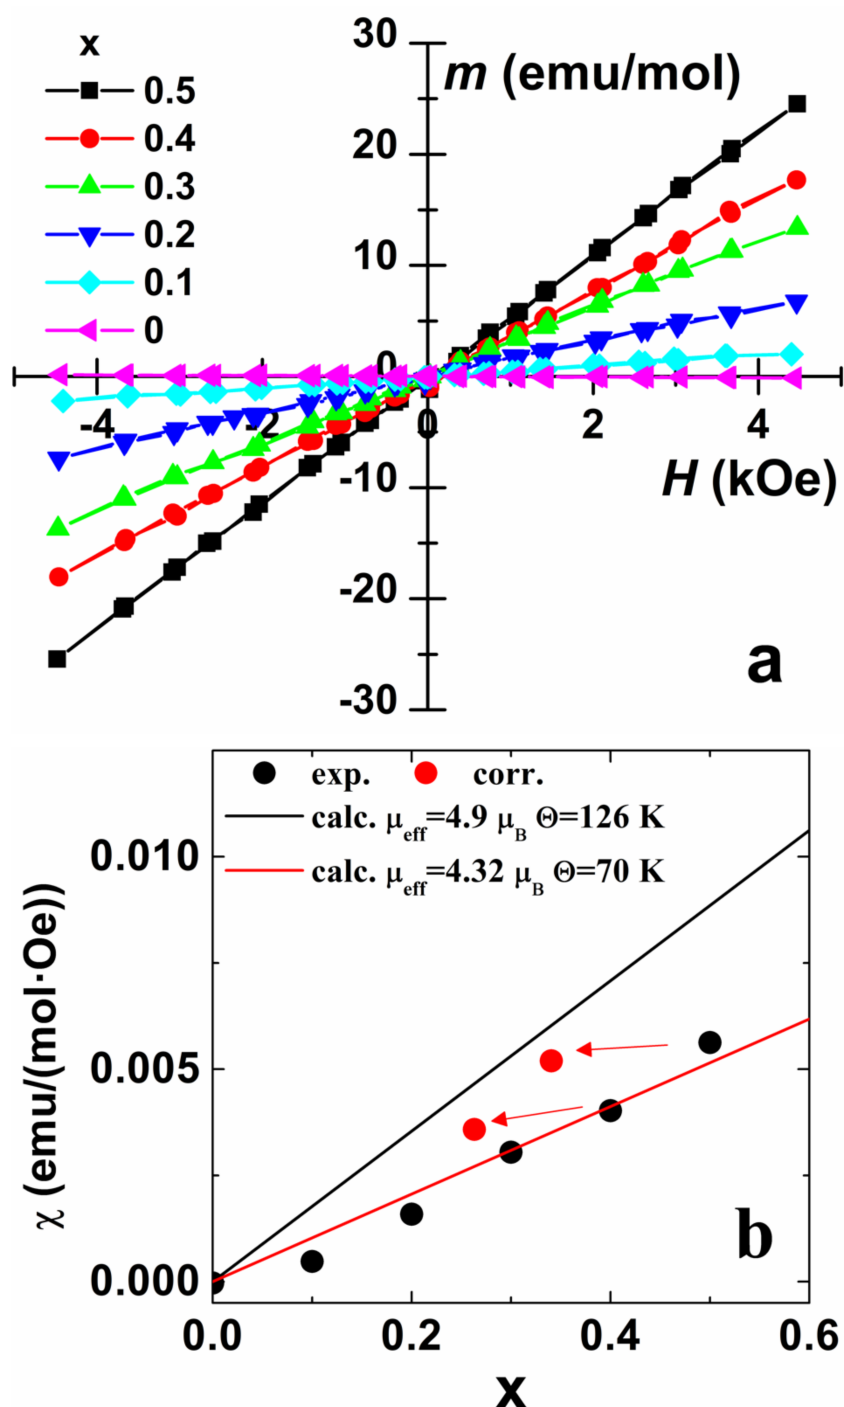 x
0.5
0.4
0.3
0.2
0.1
0
m (emu/mol)
30
20
10
0
-10
-20
-30
-4
-2
0
2
4
H (kOe)
a
exp.
corr.
calc. μeff=4.9 μB Θ=126 K
calc. μeff=4.32 μB Θ=70 K
χ (emu/(mol·Oe))
0.010
0.005
0.000
b
0.0
0.2
0.4
0.6
x